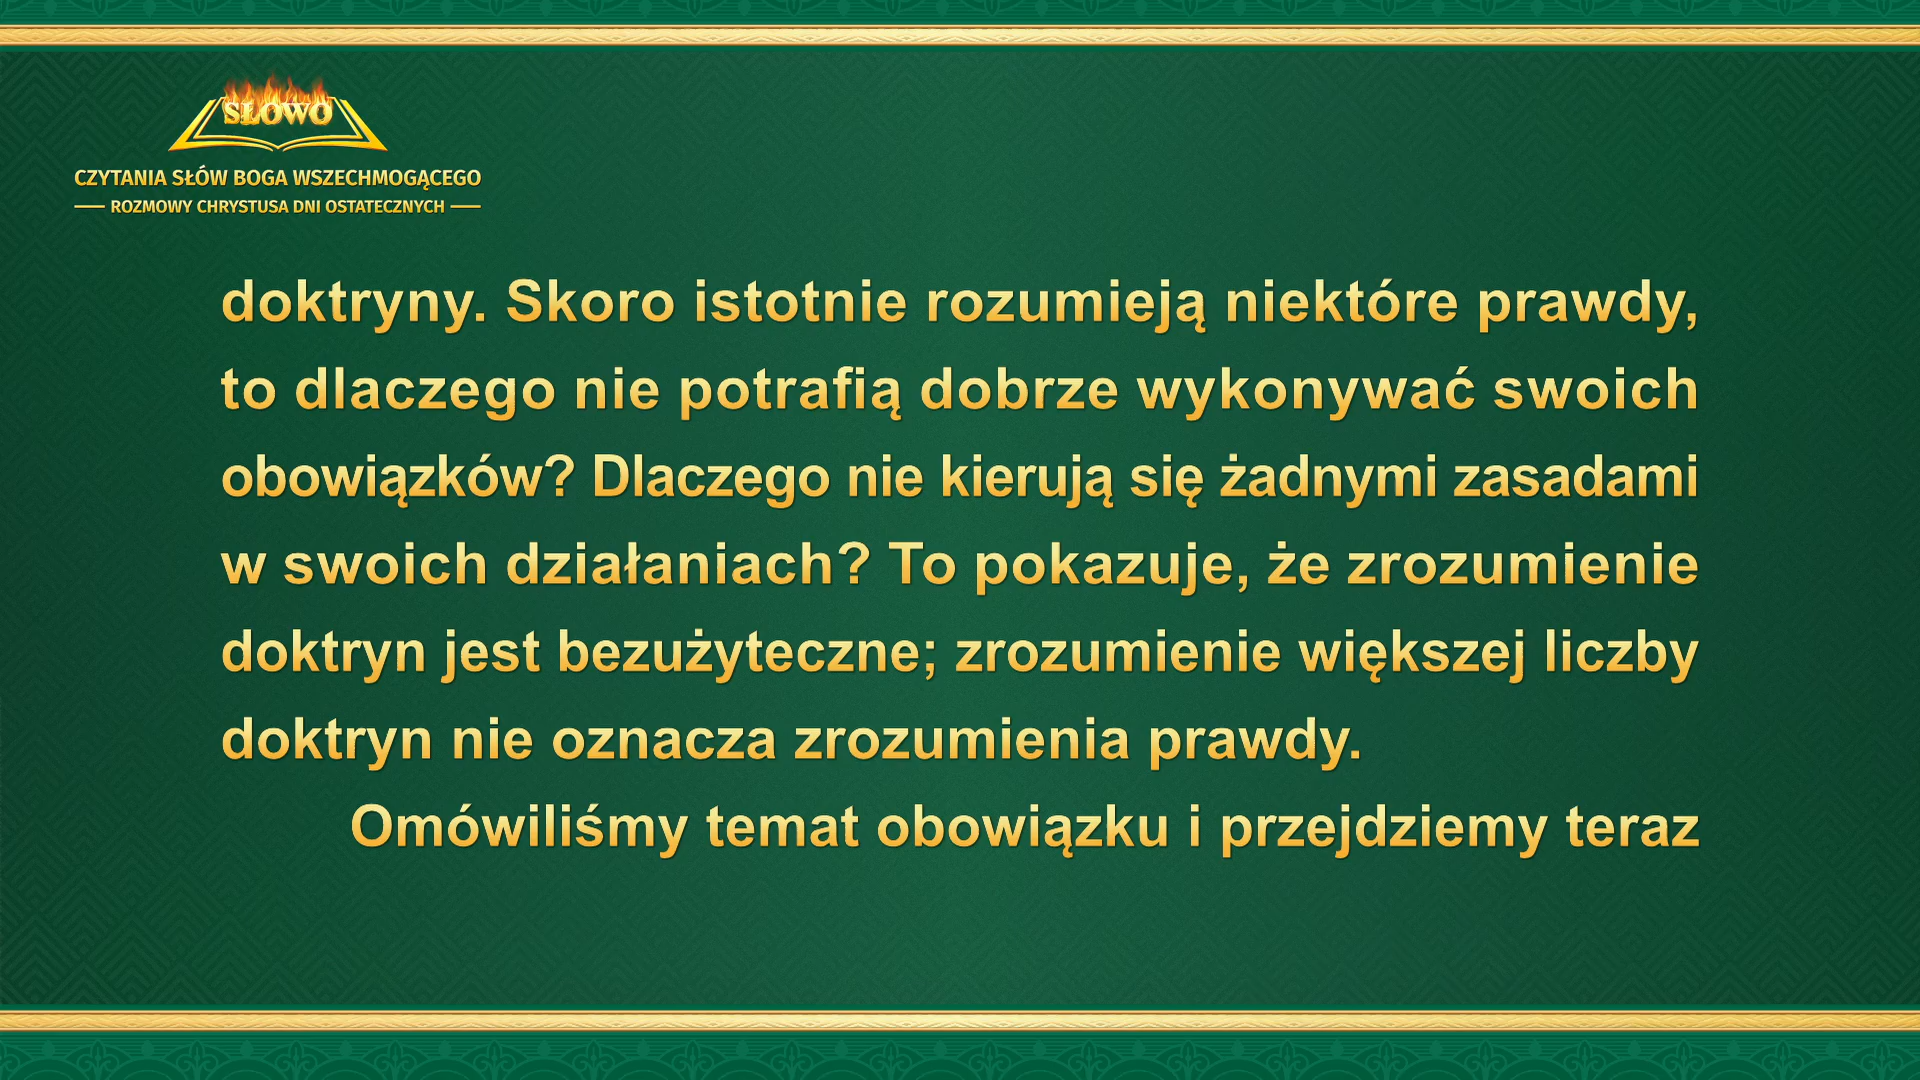 SŁOWO
CZYTANIA SŁÓW BOGA WSZECHMOGĄCEGO
ROZMOWY CHRYSTUSA DNI OSTATECZNYCH
doktryny. Skoro istotnie rozumieją niektóre prawdy,
to dlaczego nie potrafią dobrze wykonywać swoich
obowiązków? Dlaczego nie kierują się żadnymi zasadami
w swoich działaniach? To pokazuje, że zrozumienie
doktryn jest bezużyteczne; zrozumienie większej liczby
doktryn nie oznacza zrozumienia prawdy.
Omówiliśmy temat obowiązku i przejdziemy teraz